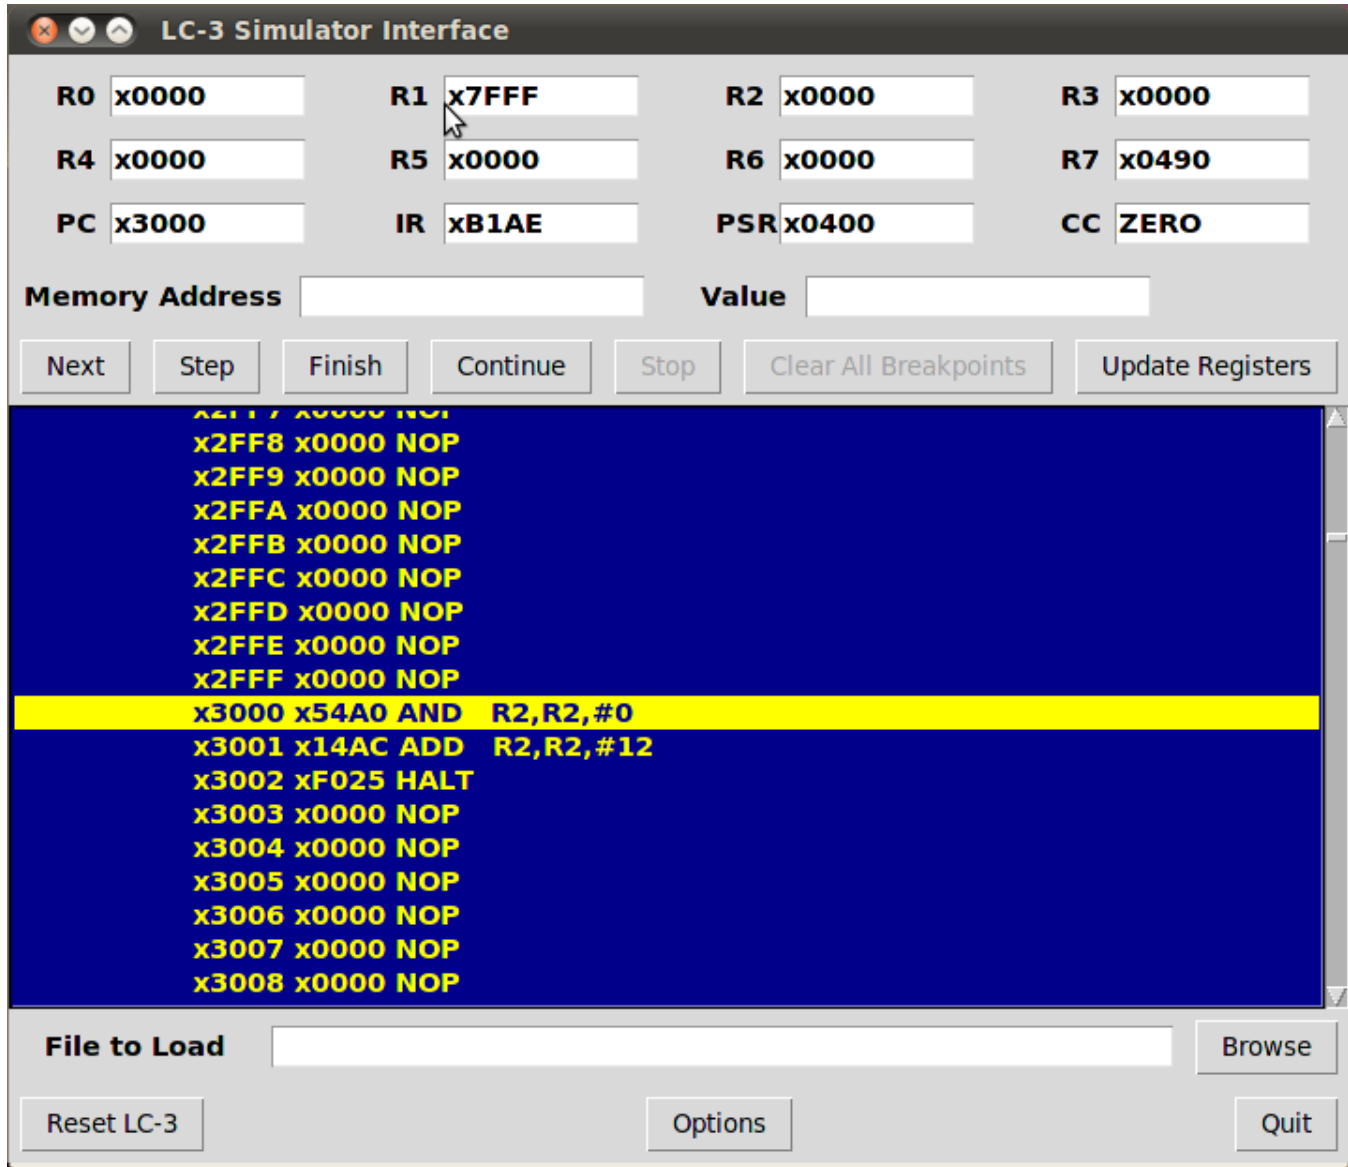 LC-3 Simulator Interface
R0 x0000 R1 x7FFF R2 x0000 R3 x0000
R4 x0000 R5 x0000 R6 x0000 R7 x0490
PC x3000 IR xB1AE PSR x0400 CC ZERO
Memory Address Value
Next Step Finish Continue Stop Clear All Breakpoints Update Registers
x2FF7 x0000 NOP
x2FF8 x0000 NOP
x2FF9 x0000 NOP
x2FFA x0000 NOP
x2FFB x0000 NOP
x2FFC x0000 NOP
x2FFD x0000 NOP
x2FFE x0000 NOP
x2FFF x0000 NOP
x3000 x54A0 AND R2,R2,#0
x3001 x14AC ADD R2,R2,#12
x3002 xF025 HALT
x3003 x0000 NOP
x3004 x0000 NOP
x3005 x0000 NOP
x3006 x0000 NOP
x3007 x0000 NOP
x3008 x0000 NOP
File to Load Browse
Reset LC-3 Options Quit